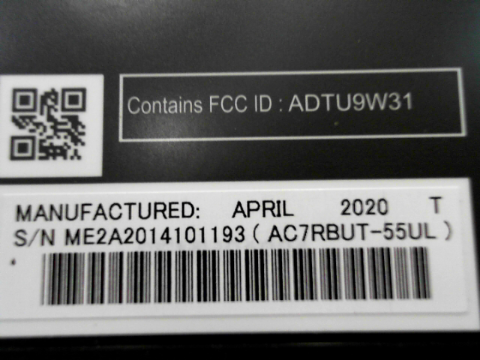 Contains FCC ID : ADTU9W31
MANUFACTURED: APRIL 2020 T
S/N ME2A2014101193 ( AC7RBUT-55UL )